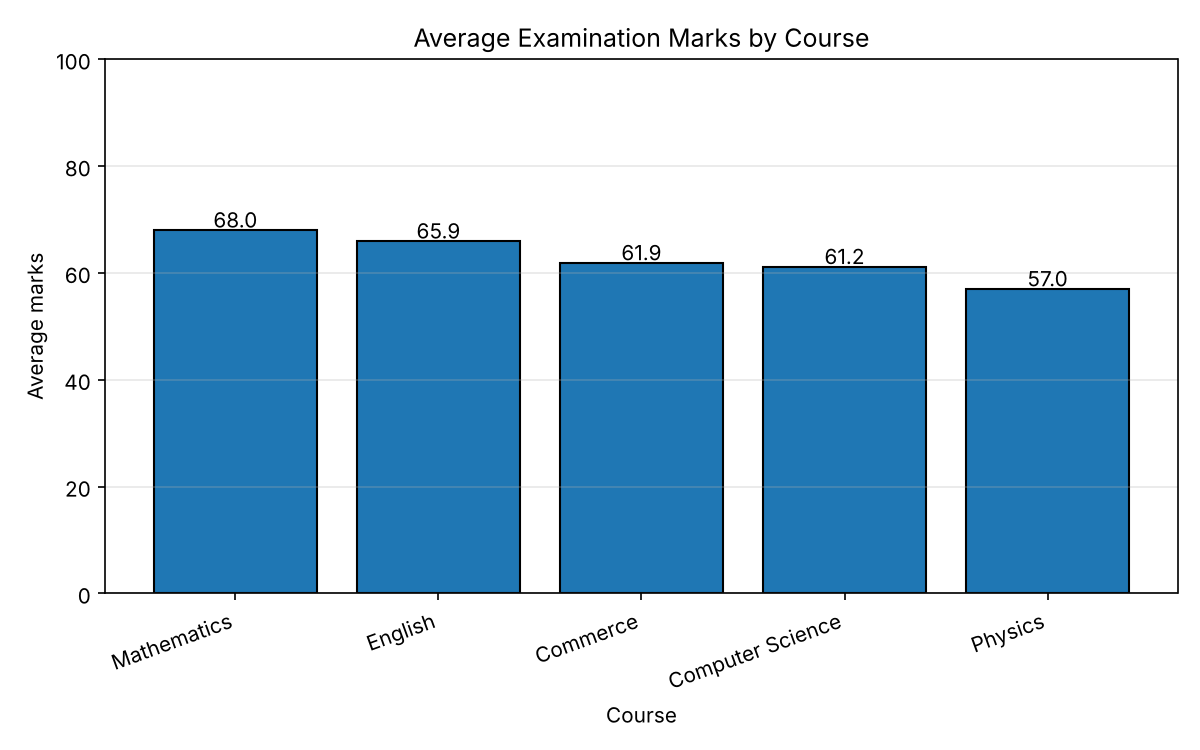 Average Examination Marks by Course
100
80
60
40
20
0
Average marks
68.0
65.9
61.9
61.2
57.0
Mathematics
English
Commerce
Computer Science
Physics
Course